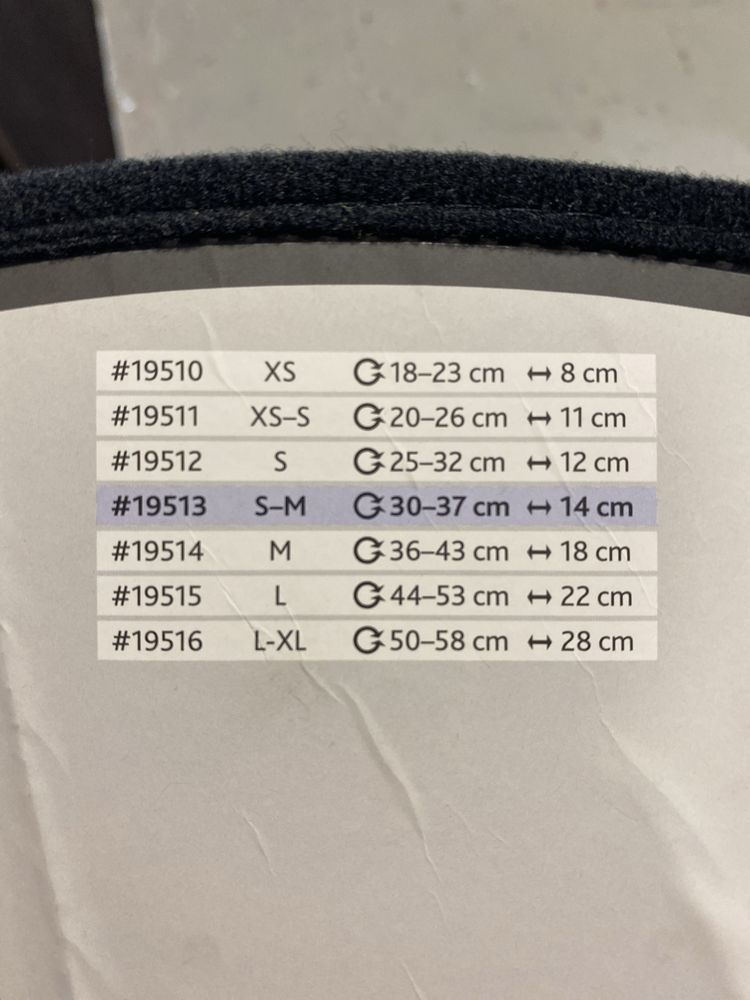 #19510 XS 18–23 cm ↔ 8 cm
#19511 XS–S 20–26 cm ↔ 11 cm
#19512 S 25–32 cm ↔ 12 cm
#19513 S–M 30–37 cm ↔ 14 cm
#19514 M 36–43 cm ↔ 18 cm
#19515 L 44–53 cm ↔ 22 cm
#19516 L-XL 50–58 cm ↔ 28 cm